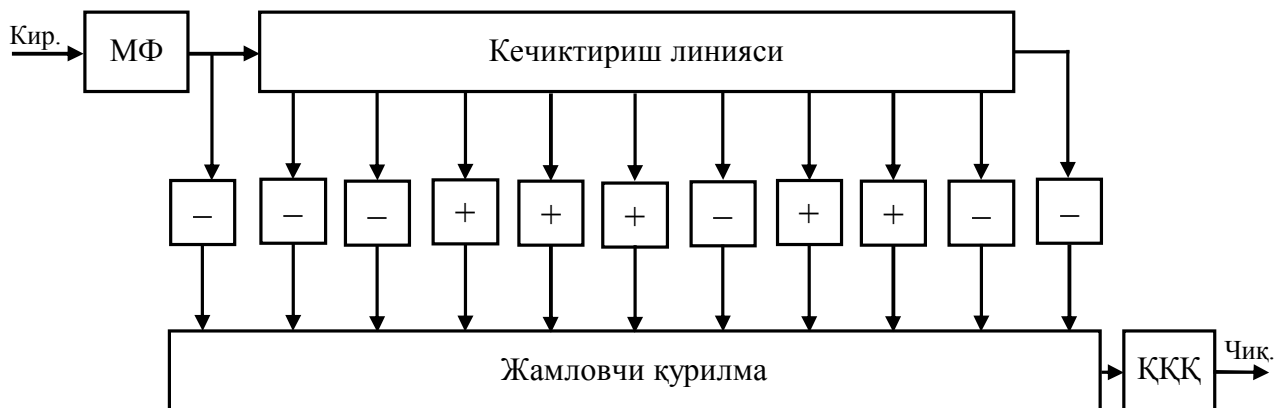 Кир.
МФ
Кечиктириш линияси
– – – + + + – + + – –
Жамловчи қурилма
ҚҚҚ
Чиқ.